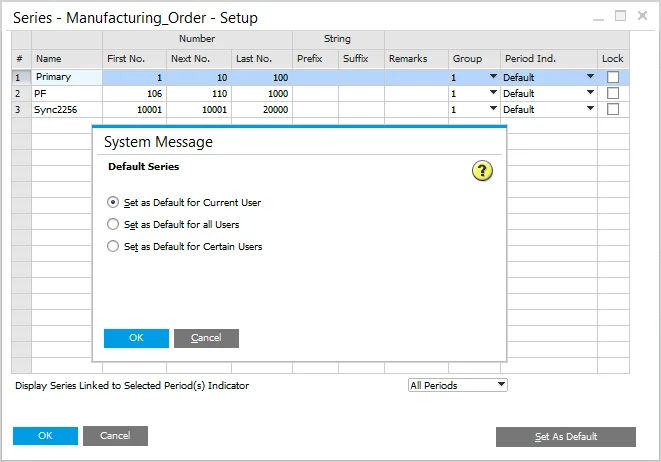 Series - Manufacturing_Order - Setup
Number String
# Name First No. Next No. Last No. Prefix Suffix Remarks Group Period Ind. Lock
1 Primary 1 10 100 1 Default
2 PF 106 110 1000 1 Default
3 Sync2256 10001 10001 20000 1 Default
System Message
Default Series
?
Set as Default for Current User
Set as Default for all Users
Set as Default for Certain Users
OK Cancel
Display Series Linked to Selected Period(s) Indicator All Periods
OK Cancel Set As Default